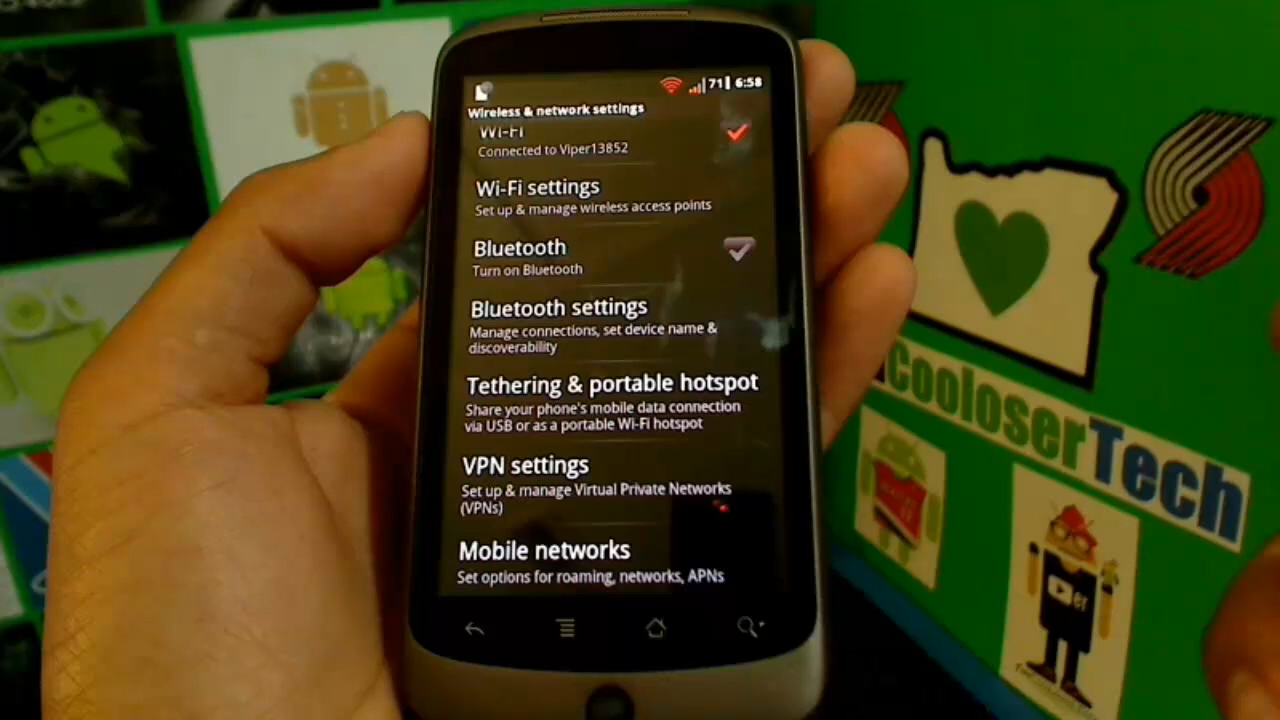 71 6:58
Wireless & network settings
Wi-Fi
Connected to Viper13852
Wi-Fi settings
Set up & manage wireless access points
Bluetooth
Turn on Bluetooth
Bluetooth settings
Manage connections, set device name &
discoverability
Tethering & portable hotspot
Share your phone's mobile data connection
via USB or as a portable Wi-Fi hotspot
VPN settings
Set up & manage Virtual Private Networks
(VPNs)
Mobile networks
Set options for roaming, networks, APNs
CooloserTech
er